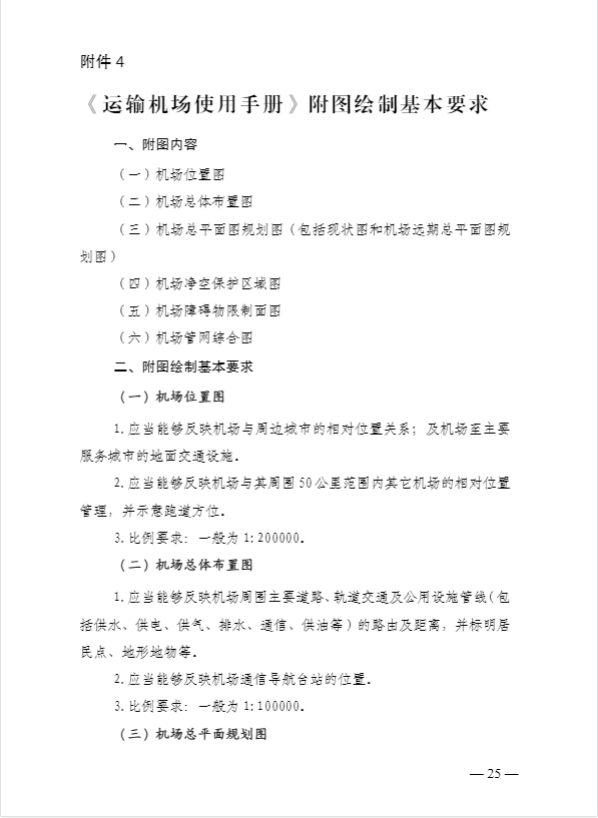 附件 4
《运输机场使用手册》附图绘制基本要求
一、附图内容
（一）机场位置图
（二）机场总体布置图
（三）机场总平面图规划图（包括现状图和机场远期总平面图规
划图）
（四）机场净空保护区域图
（五）机场障碍物限制面图
（六）机场管网综合图
二、附图绘制基本要求
（一）机场位置图
1.应当能够反映机场与周边城市的相对位置关系；及机场至主要
服务城市的地面交通设施。
2.应当能够反映机场与其周围 50 公里范围内其它机场的相对位置
管理，并示意跑道方位。
3.比例要求：一般为 1:200000。
（二）机场总体布置图
1.应当能够反映机场周围主要道路、轨道交通及公用设施管线（包
括供水、供电、供气、排水、通信、供油等）的路由及距离，并标明居
民点、地形地物等。
2.应当能够反映机场通信导航台站的位置。
3.比例要求：一般为 1:100000。
（三）机场总平面规划图
— 25 —